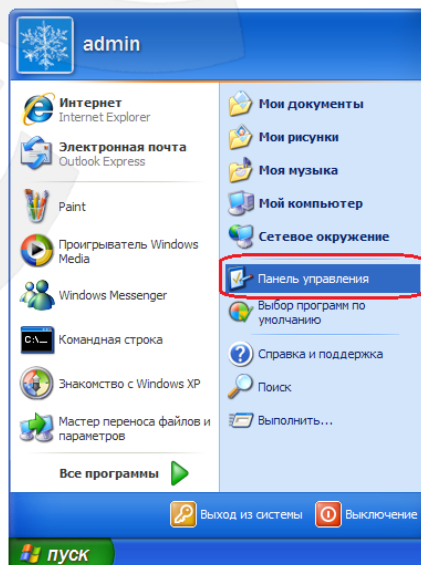 admin
Интернет
Internet Explorer
Электронная почта
Outlook Express
Paint
Проигрыватель Windows
Media
Windows Messenger
C:\_
Командная строка
Знакомство с Windows XP
Мастер переноса файлов и
параметров
Все программы
Мои документы
Мои рисунки
Моя музыка
Мой компьютер
Сетевое окружение
Панель управления
Выбор программ по
умолчанию
Справка и поддержка
Поиск
Выполнить...
Выход из системы
Выключение
пуск